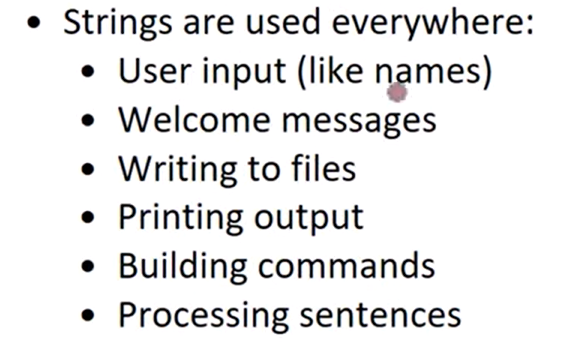 • Strings are used everywhere:
• User input (like names)
• Welcome messages
• Writing to files
• Printing output
• Building commands
• Processing sentences